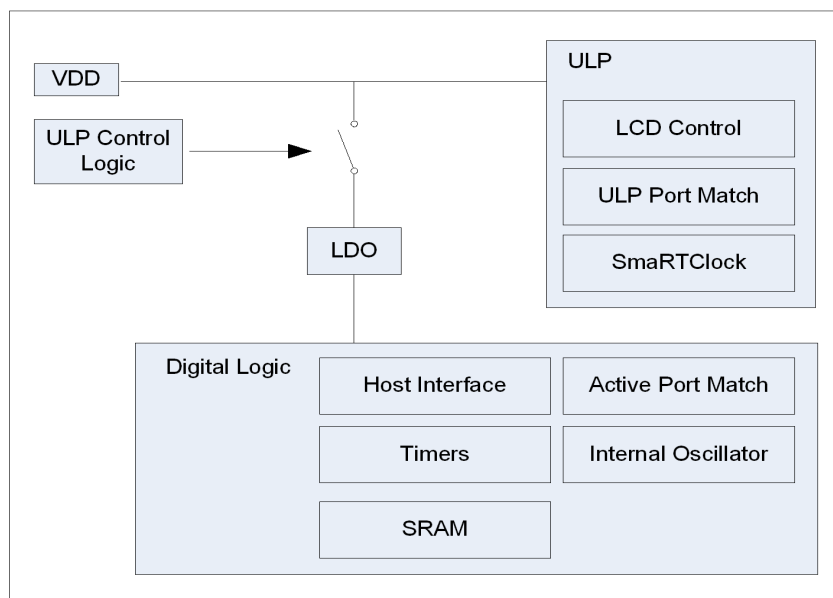 VDD
ULP
ULP Control
Logic
LCD Control
ULP Port Match
SmaRTClock
LDO
Digital Logic
Host Interface
Active Port Match
Timers
Internal Oscillator
SRAM